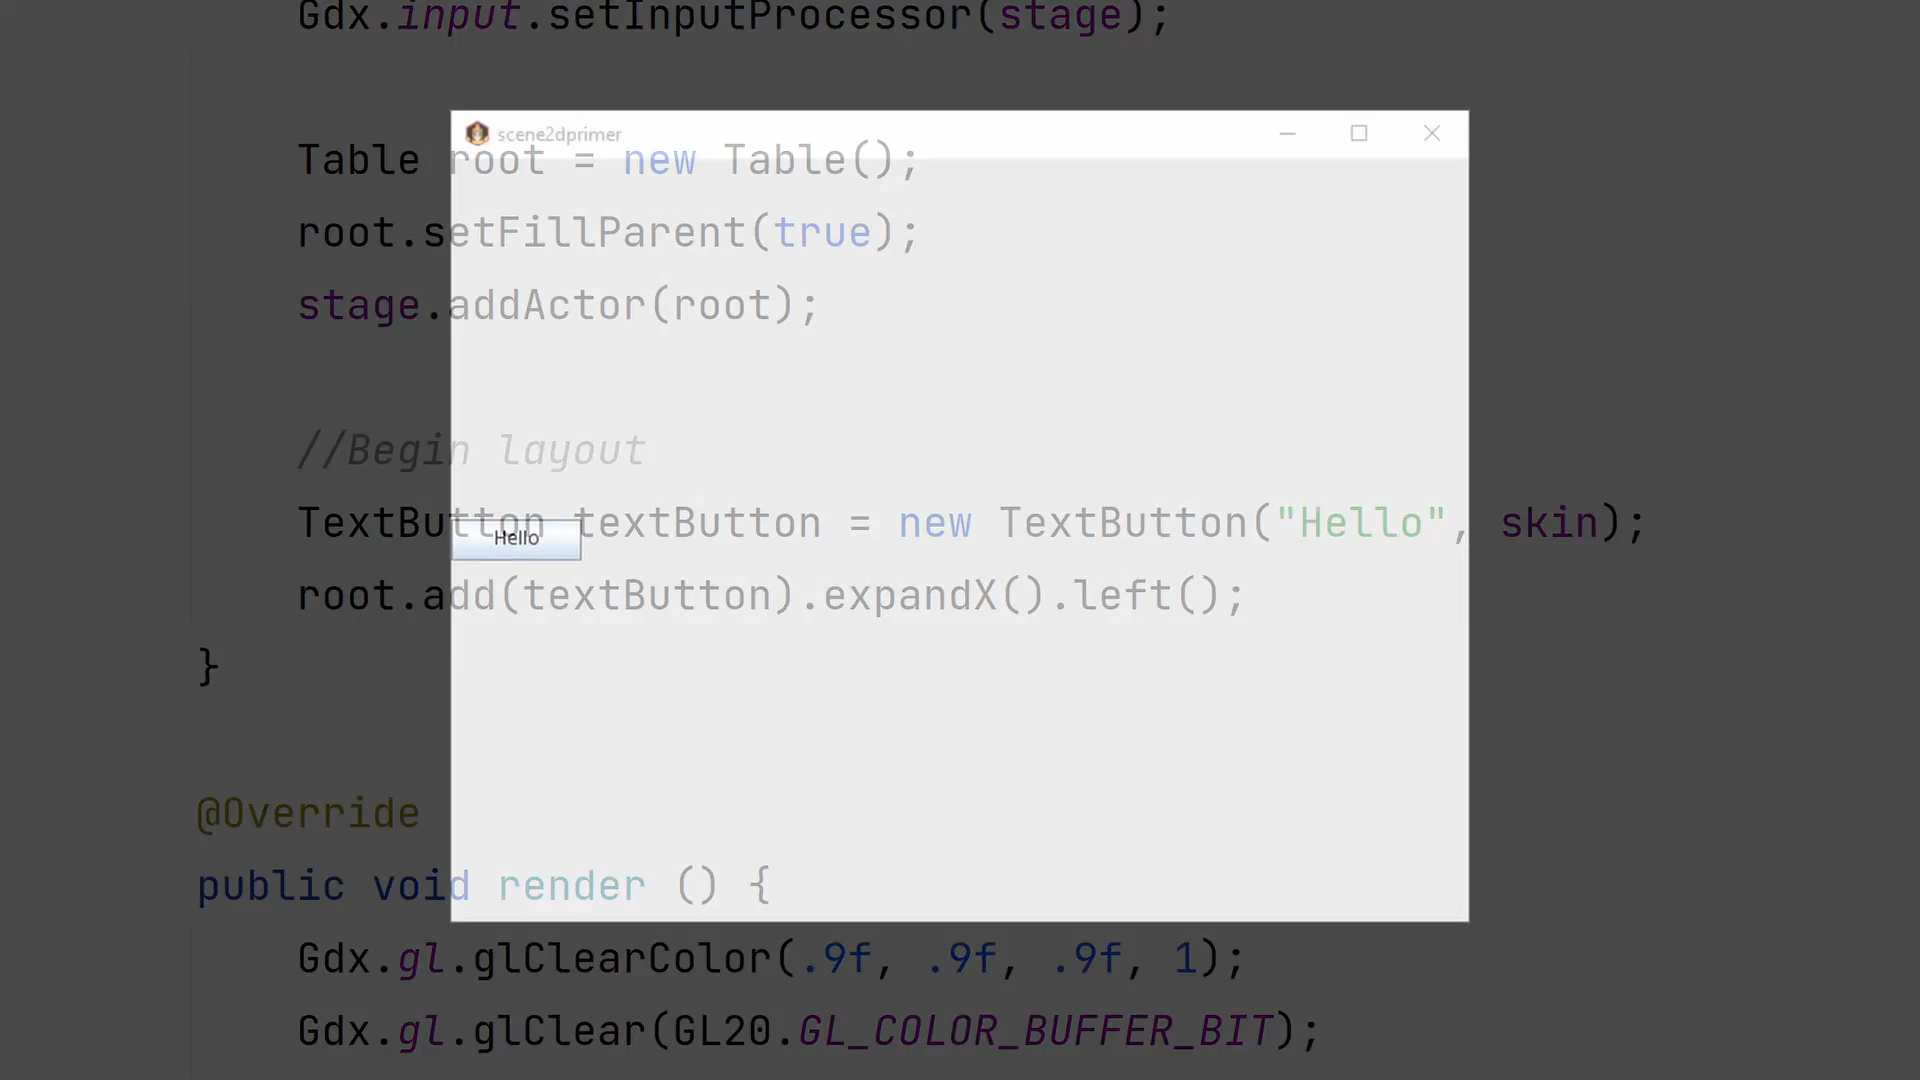 Gdx.input.setInputProcessor(stage);
scene2dprimer
Table root = new Table();
root.setFillParent(true);
stage.addActor(root);
//Begin layout
TextButton textButton = new TextButton("Hello", skin);
Hello
root.add(textButton).expandX().left();
}
@Override
public void render () {
Gdx.gl.glClearColor(.9f, .9f, .9f, 1);
Gdx.gl.glClear(GL20.GL_COLOR_BUFFER_BIT);